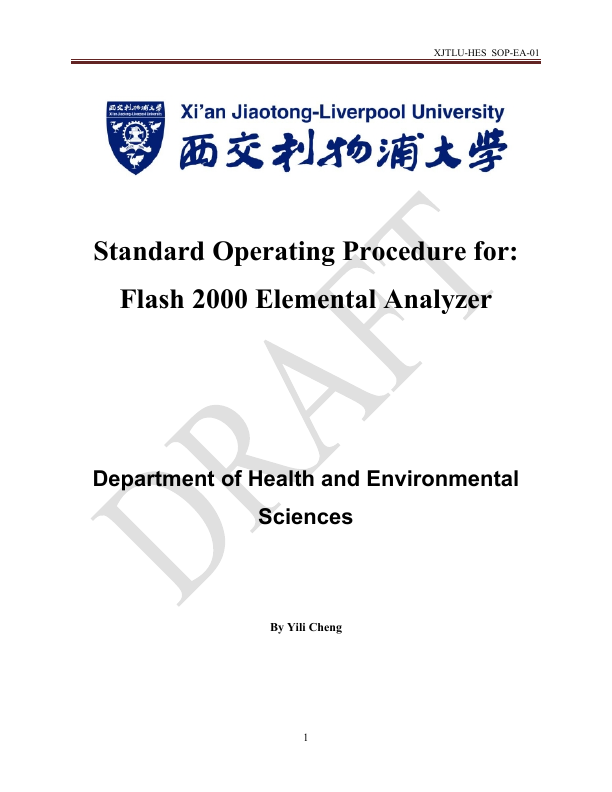 XJTLU-HES SOP-EA-01
西交利物浦大学
Xi'an Jiaotong-Liverpool University
Xi'an Jiaotong-Liverpool University
西交利物浦大學
Standard Operating Procedure for:
Flash 2000 Elemental Analyzer
DRAFT
Department of Health and Environmental
Sciences
By Yili Cheng
1